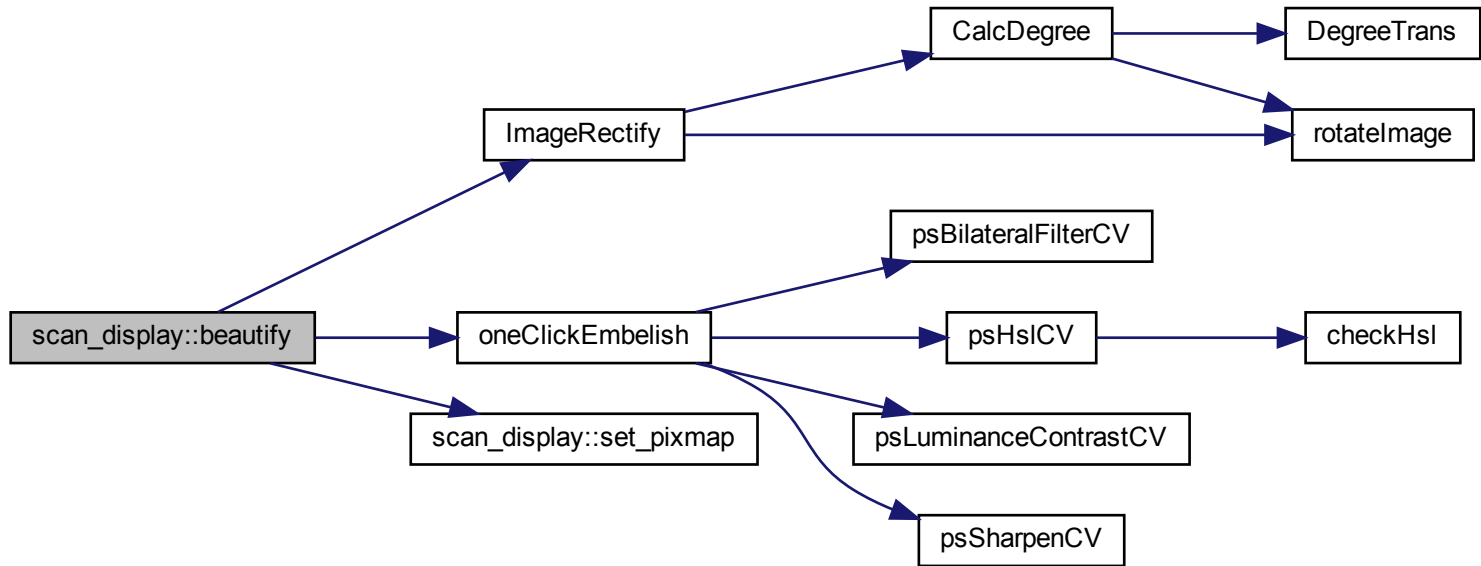 CalcDegree
DegreeTrans
ImageRectify
rotateImage
psBilateralFilterCV
scan_display::beautify
oneClickEmbelish
psHslCV
checkHsl
scan_display::set_pixmap
psLuminanceContrastCV
psSharpenCV